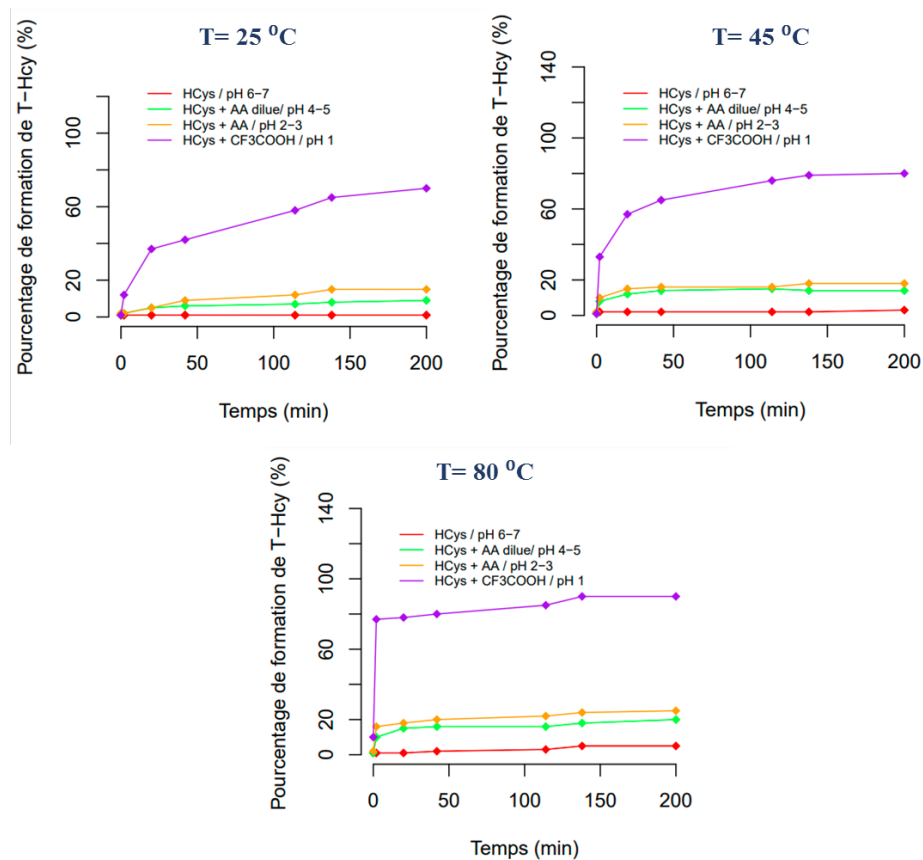 T= 25 ⁰C
Pourcentage de formation de T−Hcy (%)
0 20 60 100
HCys / pH 6−7
HCys + AA dilue/ pH 4−5
HCys + AA / pH 2−3
HCys + CF3COOH / pH 1
0 50 100 150 200
Temps (min)
T= 45 ⁰C
Pourcentage de formation de T−Hcy (%)
0 20 60 100 140
HCys / pH 6−7
HCys + AA dilue/ pH 4−5
HCys + AA / pH 2−3
HCys + CF3COOH / pH 1
0 50 100 150 200
Temps (min)
T= 80 ⁰C
Pourcentage de formation de T−Hcy (%)
0 20 60 100 140
HCys / pH 6−7
HCys + AA dilue/ pH 4−5
HCys + AA / pH 2−3
HCys + CF3COOH / pH 1
0 50 100 150 200
Temps (min)